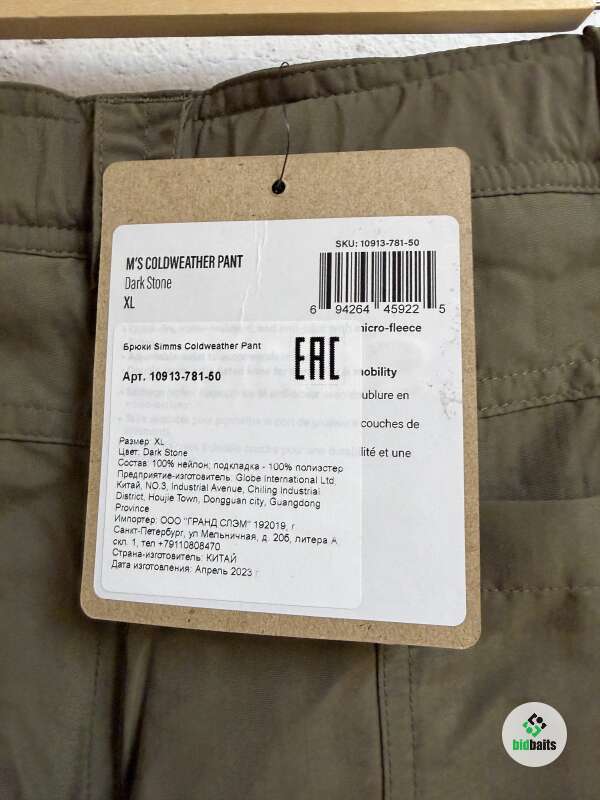 M'S COLDWEATHER PANT
Dark Stone
XL
SKU: 10913-781-50
6 94264 45922 5
micro-fleece
Брюки Simms Coldweather Pant
EAC
Арт. 10913-781-50
mobility
doublure en
couches de
lité et une
Размер: XL
Цвет: Dark Stone
Состав: 100% нейлон; подкладка - 100% полиэстер
Предприятие-изготовитель: Globe International Ltd,
Китай, NO.3, Industrial Avenue, Chiling Industrial
District, Houjie Town, Dongguan city, Guangdong
Province
Импортер: ООО "ГРАНД СЛЭМ" 192019, г.
Санкт-Петербург, ул Мельничная, д. 20б, литера А,
скл. 1, тел +79110808470
Страна-изготовитель: КИТАЙ
Дата изготовления: Апрель 2023 г.
bidbaits